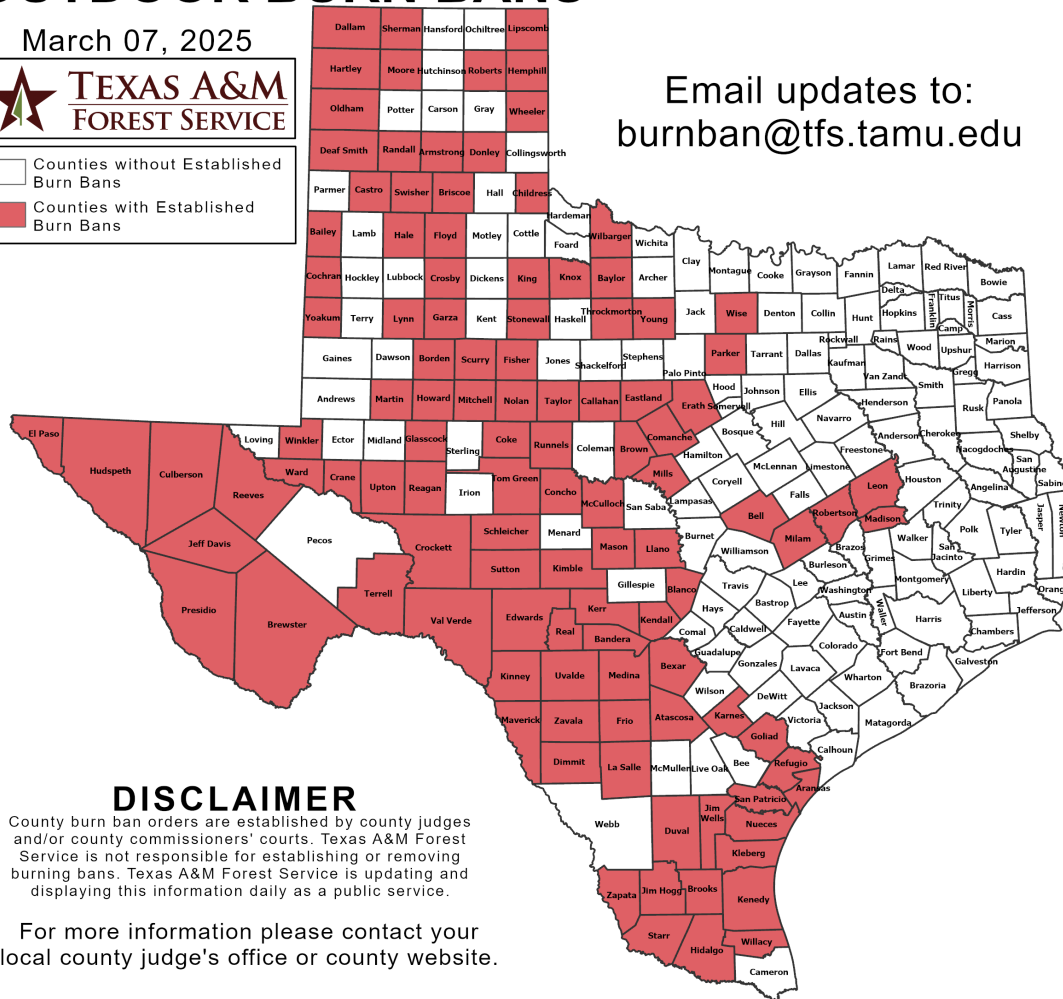 OUTDOOR BURN BANS
March 07, 2025
TEXAS A&M
FOREST SERVICE
Counties without Established
Burn Bans
Counties with Established
Burn Bans
Email updates to:
burnban@tfs.tamu.edu
Dallam Sherman Hansford Ochiltree Lipscomb
Hartley Moore Hutchinson Roberts Hemphill
Oldham Potter Carson Gray Wheeler
Deaf Smith Randall Armstrong Donley Collingsworth
Parmer Castro Swisher Briscoe Hall Childress
Hardeman
Bailey Lamb Hale Floyd Motley Cottle Foard Wilbarger Wichita
Clay Montague Cooke Grayson Fannin Lamar Red River Bowie
Cochran Hockley Lubbock Crosby Dickens King Knox Baylor Archer
Delta Franklin Titus Morris Cass
Yoakum Terry Lynn Garza Kent Stonewall Haskell Throckmorton Young Jack Wise Denton Collin Hunt Hopkins Camp
Rockwall Rains Wood Upshur Marion
Gaines Dawson Borden Scurry Fisher Jones Shackelford Stephens Palo Pinto Parker Tarrant Dallas Kaufman Van Zandt Gregg Harrison
Smith
Andrews Martin Howard Mitchell Nolan Taylor Callahan Eastland Erath Hood Somervell Johnson Ellis Henderson Rusk Panola
El Paso Loving Winkler Ector Midland Glasscock Sterling Coke Runnels Coleman Brown Comanche Hamilton Bosque Hill Navarro Anderson Cherokee Nacogdoches Shelby
Freestone San
Augustine Sabin
Hudspeth Culberson Reeves Ward Crane Upton Reagan Irion Tom Green Concho McCulloch San Saba Mills Lampasas Coryell McLennan Limestone Falls Leon Houston Angelina
Trinity Jasper Newton
Jeff Davis Pecos Crockett Schleicher Menard Mason Llano Burnet Bell Milam Robertson Madison Walker Polk Tyler
Brazos Grimes San
Jacinto
Sutton Kimble Gillespie Williamson Burleson Washington Montgomery Liberty Hardin Orang
Presidio Brewster Terrell Val Verde Edwards Kerr Real Bandera Kendall Blanco Travis Lee Bastrop Hays Fayette Austin Waller Harris Chambers Jefferson
Comal Caldwell Colorado Fort Bend Galveston
Guadalupe Gonzales Lavaca Wharton Brazoria
Kinney Uvalde Medina Bexar Wilson DeWitt Jackson Matagorda
Maverick Zavala Frio Atascosa Karnes Victoria Calhoun
Goliad
Dimmit La Salle McMullen Live Oak Bee Refugio
Aransas
San Patricio
Webb Duval Jim
Wells Nueces
Kleberg
Zapata Jim Hogg Brooks Kenedy
Starr Hidalgo Willacy
Cameron
DISCLAIMER
County burn ban orders are established by county judges
and/or county commissioners' courts. Texas A&M Forest
Service is not responsible for establishing or removing
burning bans. Texas A&M Forest Service is updating and
displaying this information daily as a public service.
For more information please contact your
local county judge's office or county website.